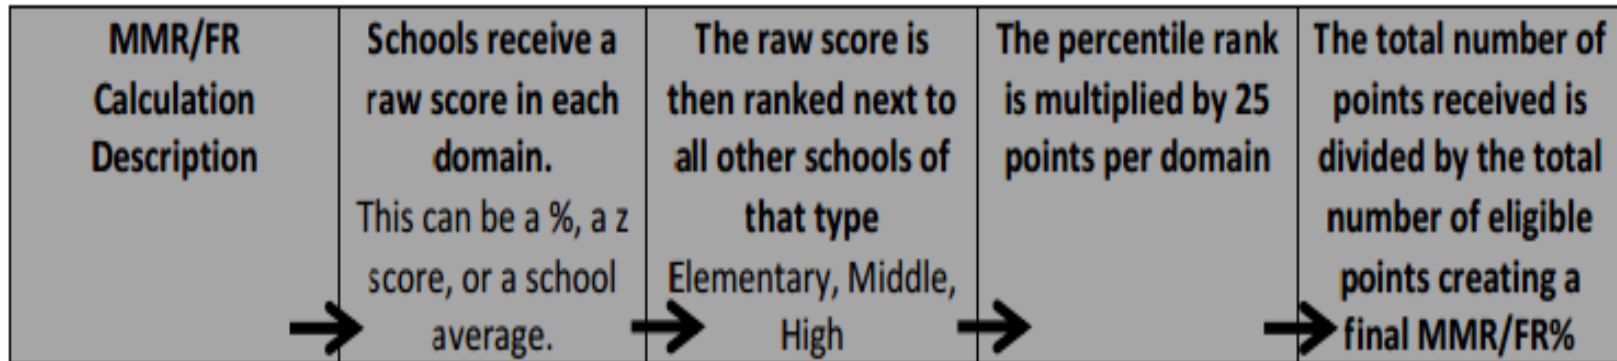 MMR/FR
Calculation
Description
Schools receive a
raw score in each
domain.
This can be a %, a z
score, or a school
average.
The raw score is
then ranked next to
all other schools of
that type
Elementary, Middle,
High
The percentile rank
is multiplied by 25
points per domain
The total number of
points received is
divided by the total
number of eligible
points creating a
final MMR/FR%